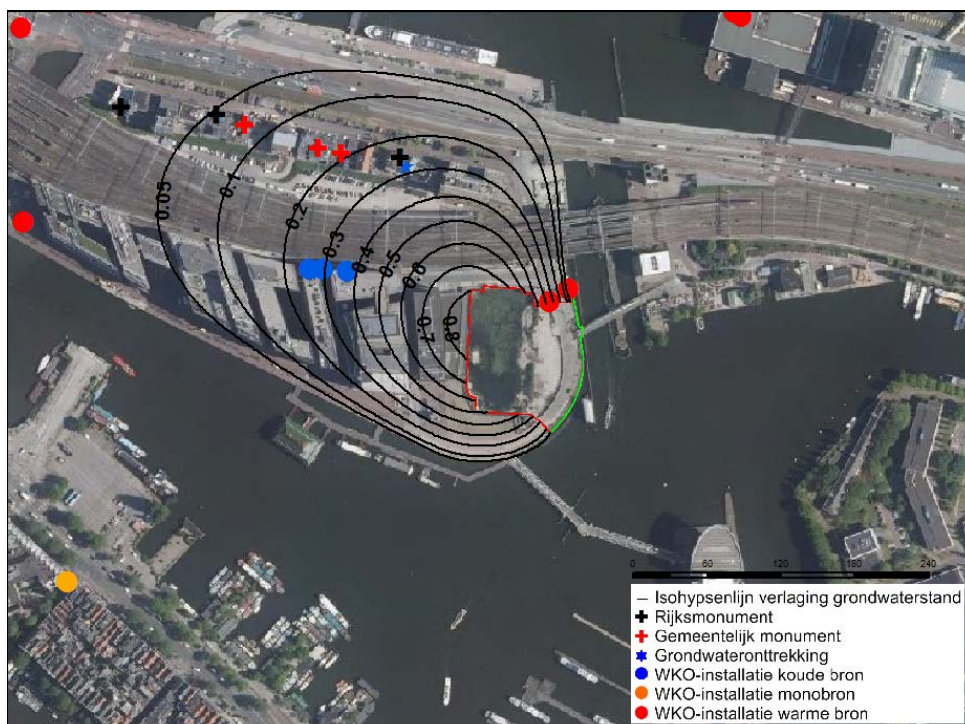 0.05
0.1
0.2
0.3
0.4
0.5
0.6
0.7
0.8
0 60 120 180 240
Isohypsenlijn verlaging grondwaterstand
Rijksmonument
Gemeentelijk monument
Grondwateronttrekking
WKO-installatie koude bron
WKO-installatie monobron
WKO-installatie warme bron